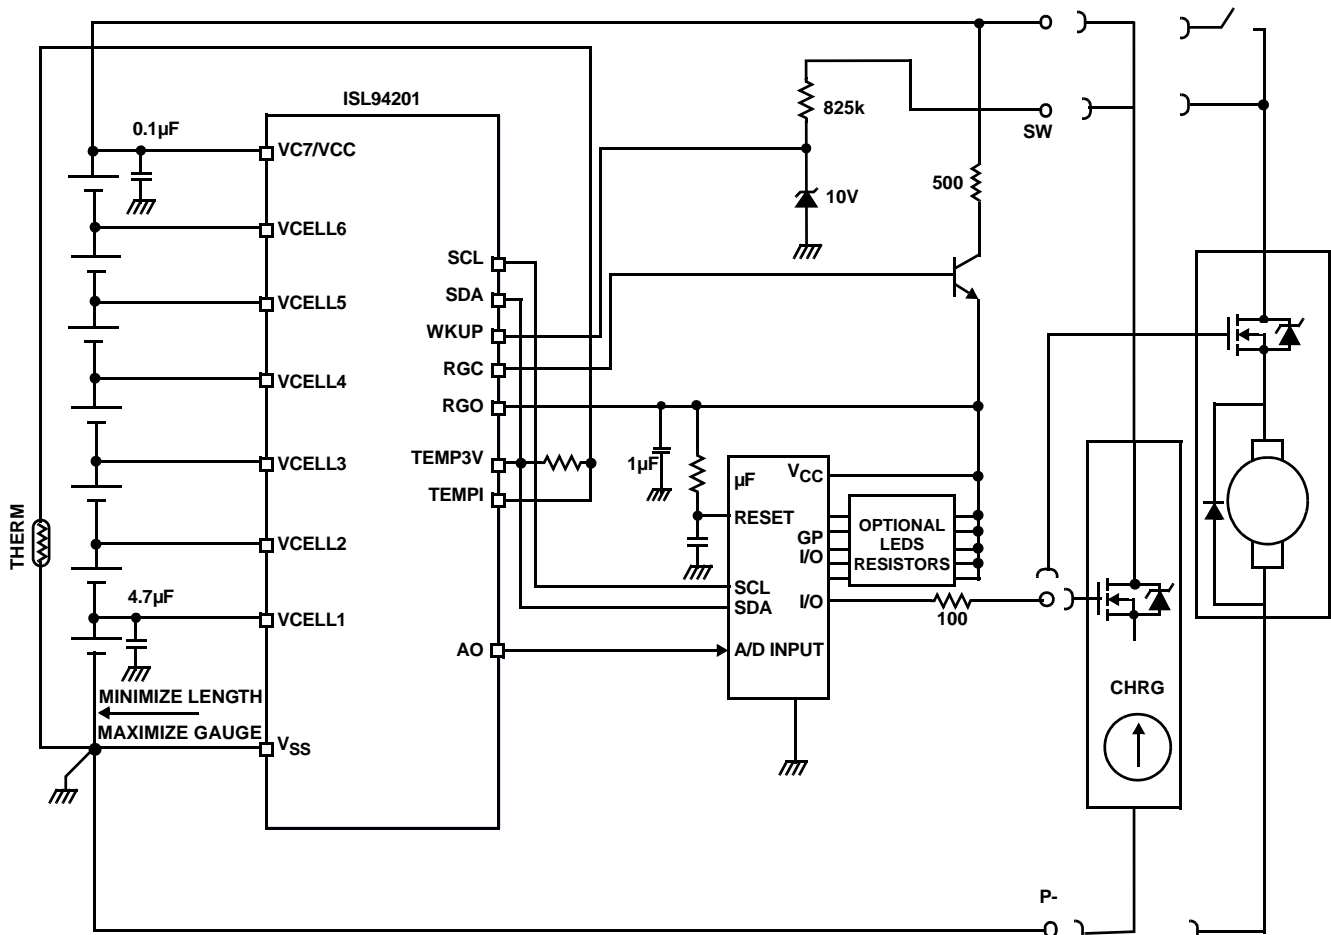 ISL94201
0.1µF
VC7/VCC
VCELL6
VCELL5
VCELL4
VCELL3
VCELL2
VCELL1
4.7µF
THERM
MINIMIZE LENGTH
MAXIMIZE GAUGE
VSS
SCL
SDA
WKUP
RGC
RGO
TEMP3V
TEMPI
AO
825k
10V
500
SW
1µF
µF
VCC
RESET
GP
I/O
SCL
SDA
I/O
A/D INPUT
OPTIONAL
LEDS
RESISTORS
100
CHRG
P-